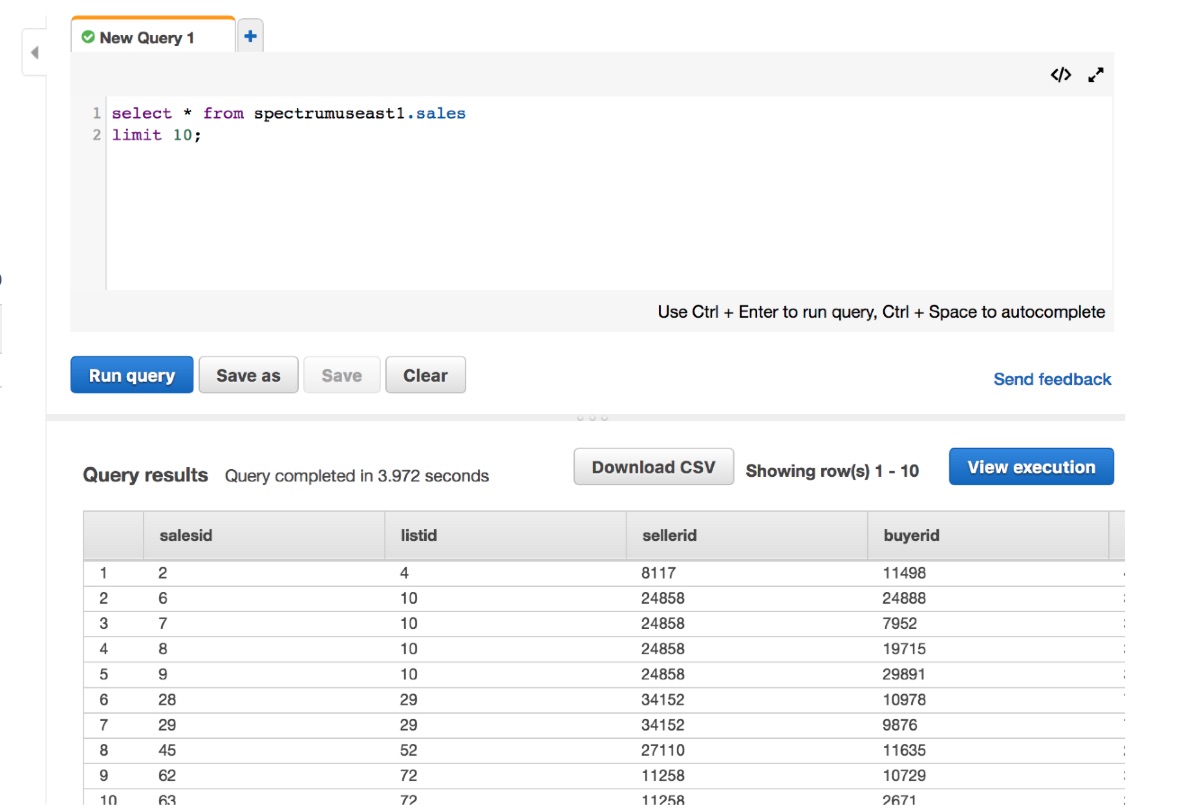 New Query 1
+
</>
1 select * from spectrumuseast1.sales
2 limit 10;
Use Ctrl + Enter to run query, Ctrl + Space to autocomplete
Run query Save as Save Clear Send feedback
Query results Query completed in 3.972 seconds Download CSV Showing row(s) 1 - 10 View execution
salesid listid sellerid buyerid
1 2 4 8117 11498
2 6 10 24858 24888
3 7 10 24858 7952
4 8 10 24858 19715
5 9 10 24858 29891
6 28 29 34152 10978
7 29 29 34152 9876
8 45 52 27110 11635
9 62 72 11258 10729
10 63 72 11258 2671